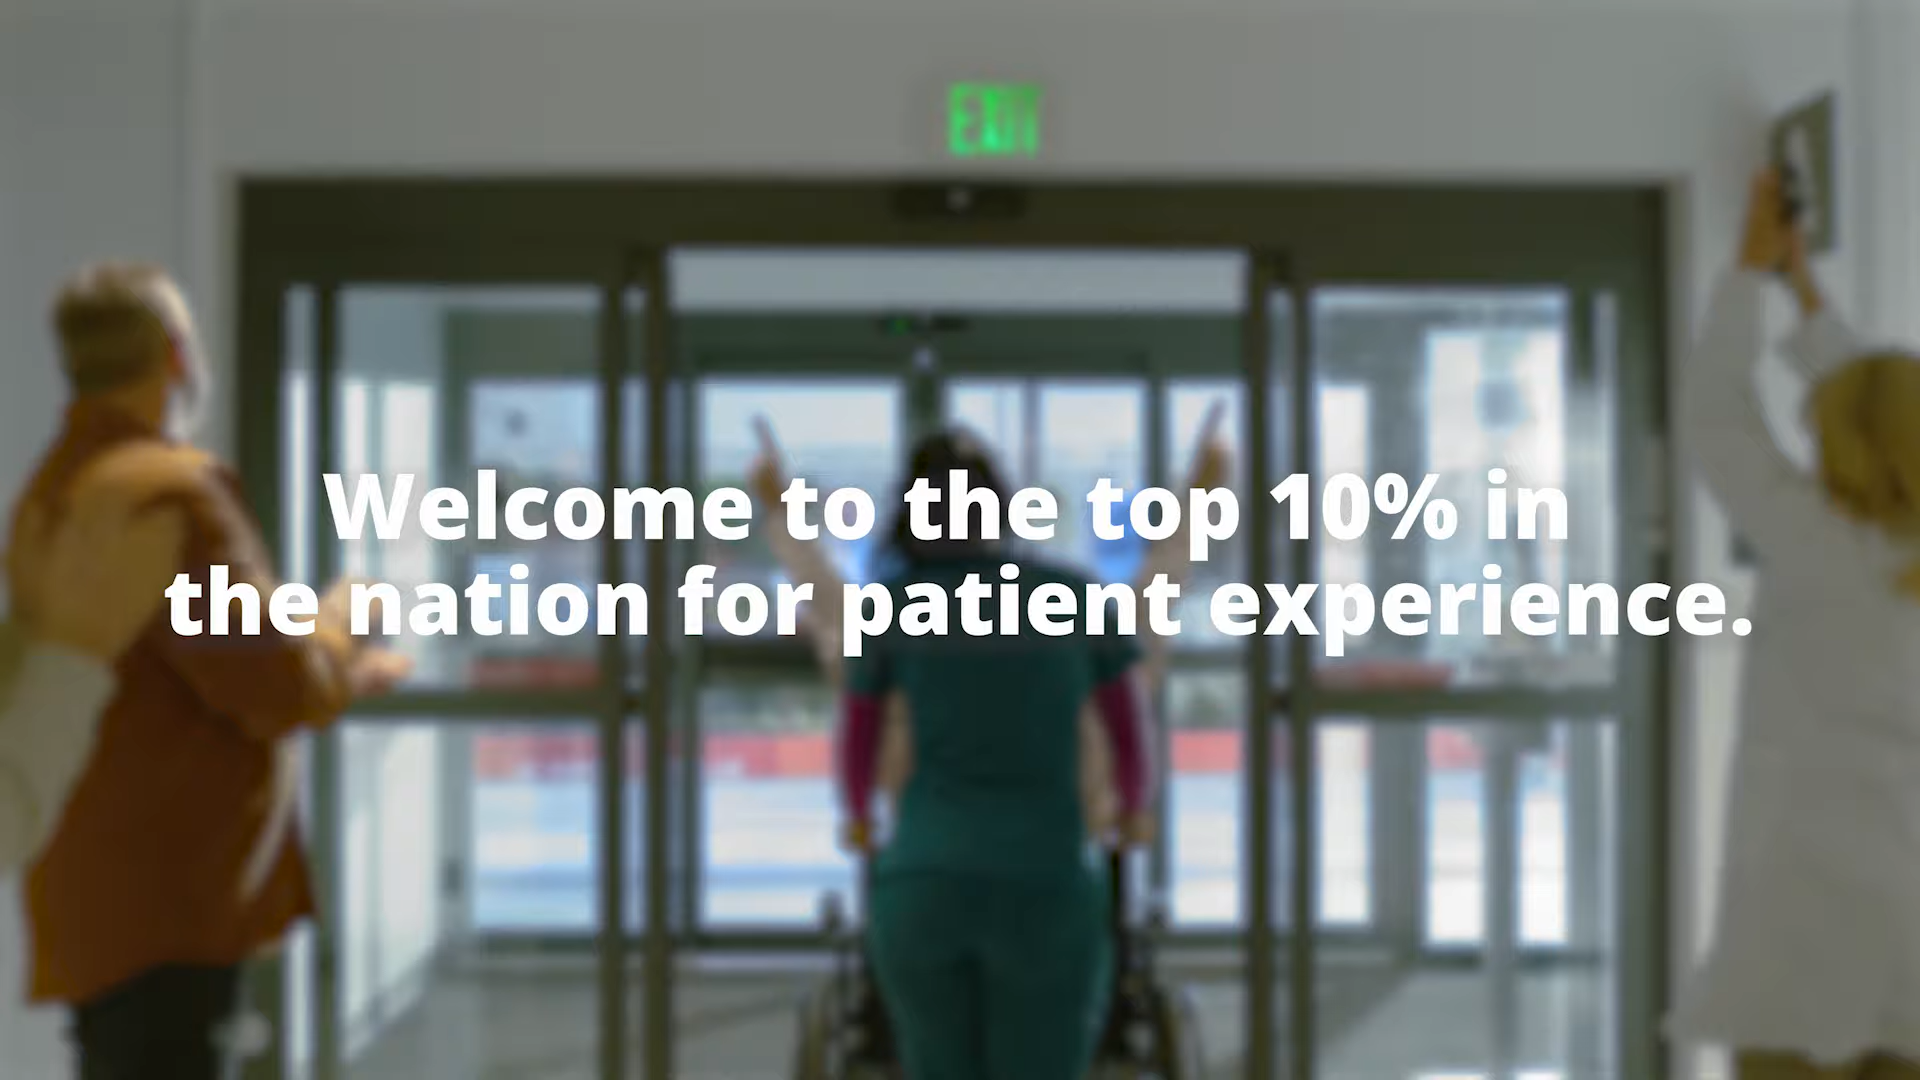 EXIT
Welcome to the top 10% in
the nation for patient experience.